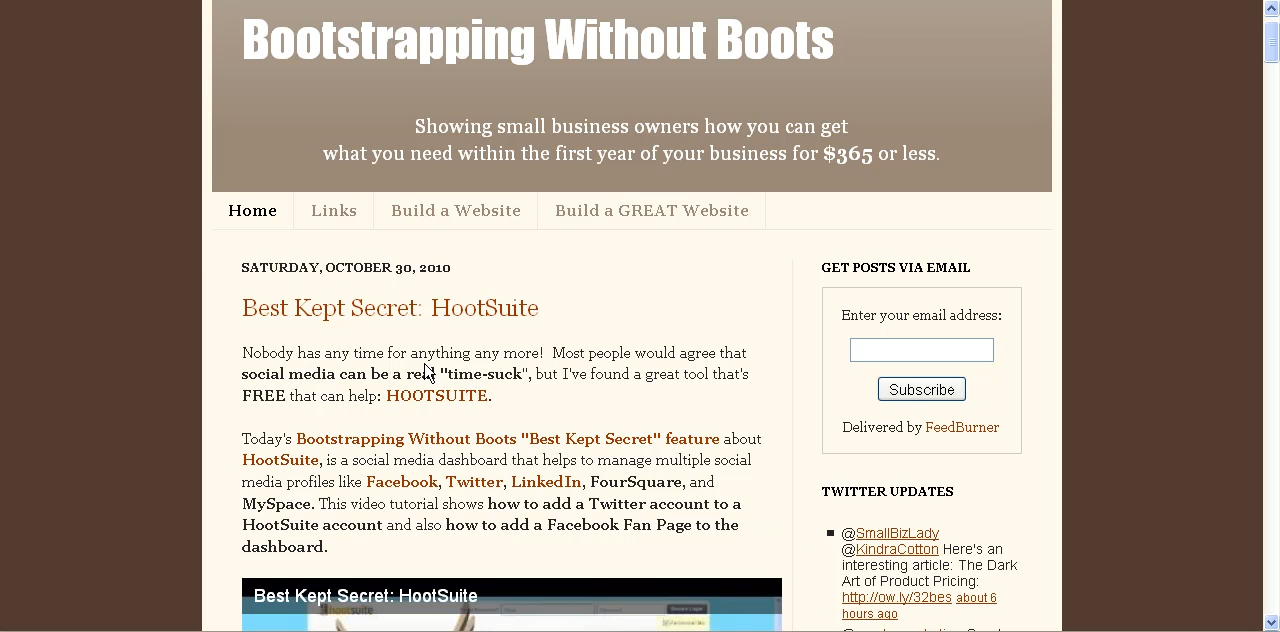 Bootstrapping Without Boots
Showing small business owners how you can get
what you need within the first year of your business for $365 or less.
Home Links Build a Website Build a GREAT Website
SATURDAY, OCTOBER 30, 2010
Best Kept Secret: HootSuite
Nobody has any time for anything any more! Most people would agree that
social media can be a real "time-suck", but I've found a great tool that's
FREE that can help: HOOTSUITE.
Today's Bootstrapping Without Boots "Best Kept Secret" feature about
HootSuite, is a social media dashboard that helps to manage multiple social
media profiles like Facebook, Twitter, LinkedIn, FourSquare, and
MySpace. This video tutorial shows how to add a Twitter account to a
HootSuite account and also how to add a Facebook Fan Page to the
dashboard.
Best Kept Secret: HootSuite
hootsuite
GET POSTS VIA EMAIL
Enter your email address:
Subscribe
Delivered by FeedBurner
TWITTER UPDATES
@SmallBizLady
@KindraCotton Here's an
interesting article: The Dark
Art of Product Pricing:
http://ow.ly/32bes about 6
hours ago